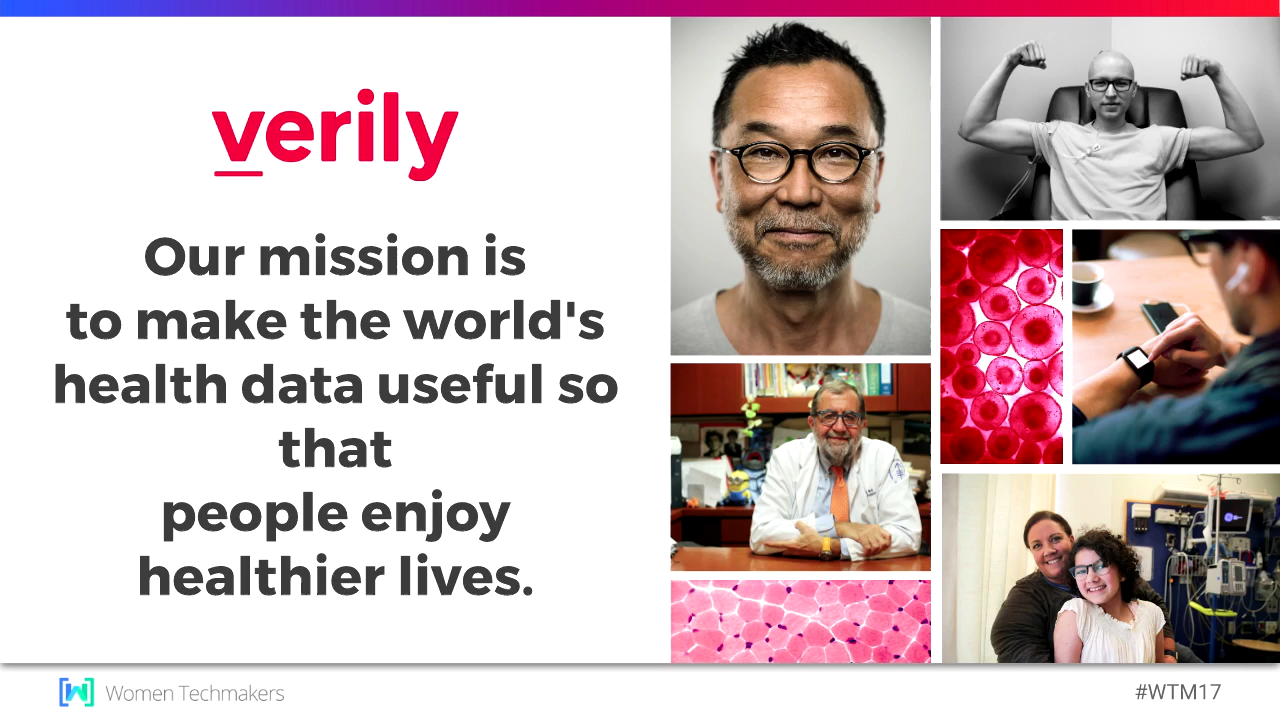 verily
Our mission is
to make the world's
health data useful so
that
people enjoy
healthier lives.
Women Techmakers
#WTM17